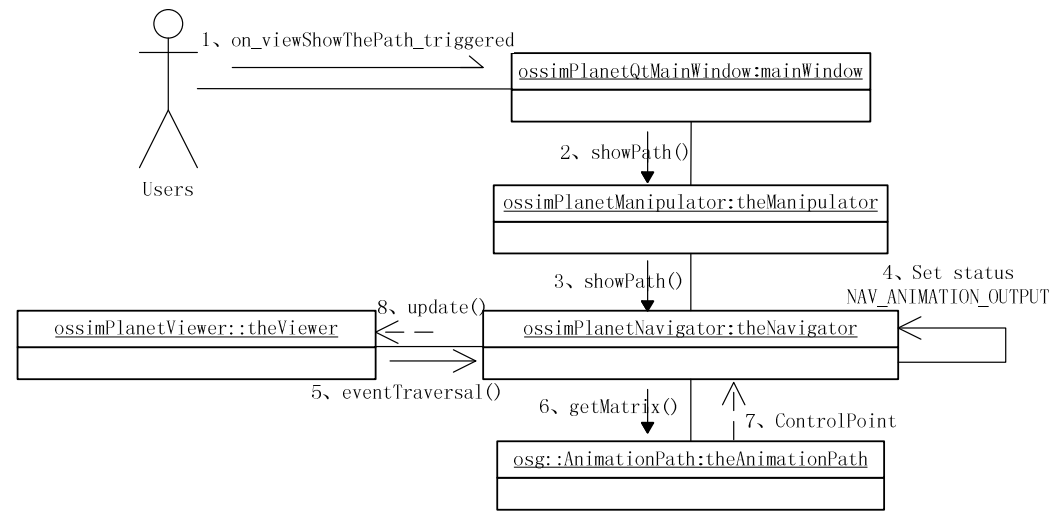 1、on_viewShowThePath_triggered
ossimPlanetQtMainWindow:mainWindow
2、showPath()
Users
ossimPlanetManipulator:theManipulator
3、showPath()
4、Set status
NAV_ANIMATION_OUTPUT
8、update()
ossimPlanetViewer::theViewer
ossimPlanetNavigator:theNavigator
5、eventTraversal()
6、getMatrix()
7、ControlPoint
osg::AnimationPath:theAnimationPath